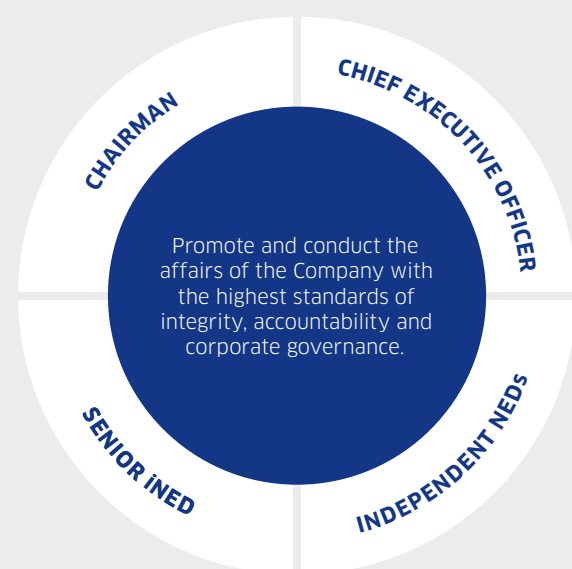 CHAIRMAN
CHIEF EXECUTIVE OFFICER
Promote and conduct the
affairs of the Company with
the highest standards of
integrity, accountability and
corporate governance.
SENIOR iNED
INDEPENDENT NEDs